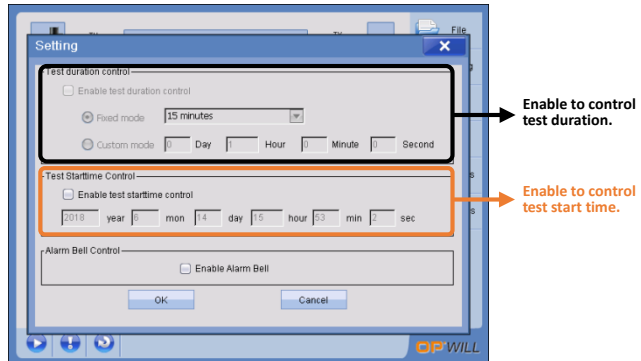 File
Setting
X
Test duration control
Enable test duration control
Fixed mode 15 minutes
Custom mode 0 Day 1 Hour 0 Minute 0 Second
Enable to control
test duration.
Test Starttime Control
Enable test starttime control
2018 year 6 mon 14 day 15 hour 53 min 2 sec
Enable to control
test start time.
Alarm Bell Control
Enable Alarm Bell
OK Cancel
OPWILL